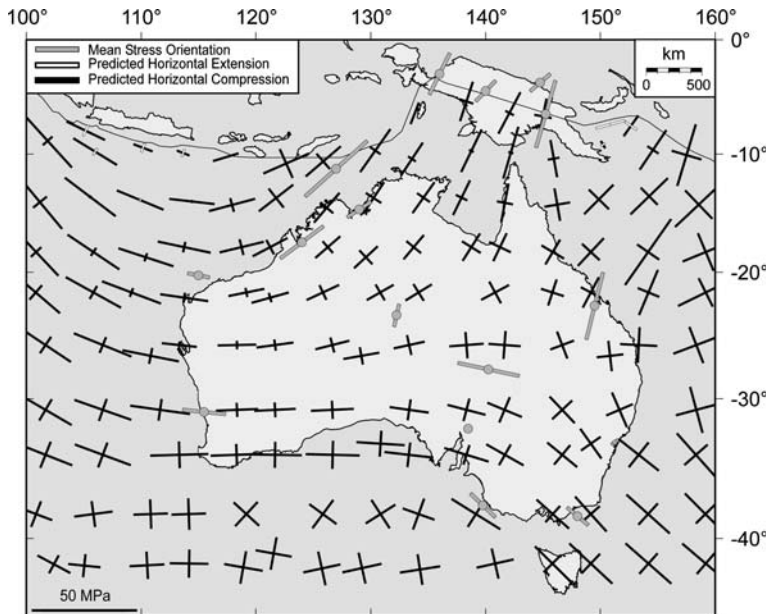 100° 110° 120° 130° 140° 150° 160°
0°
Mean Stress Orientation
Predicted Horizontal Extension
Predicted Horizontal Compression
km
0 500
-10°
-20°
-30°
-40°
50 MPa